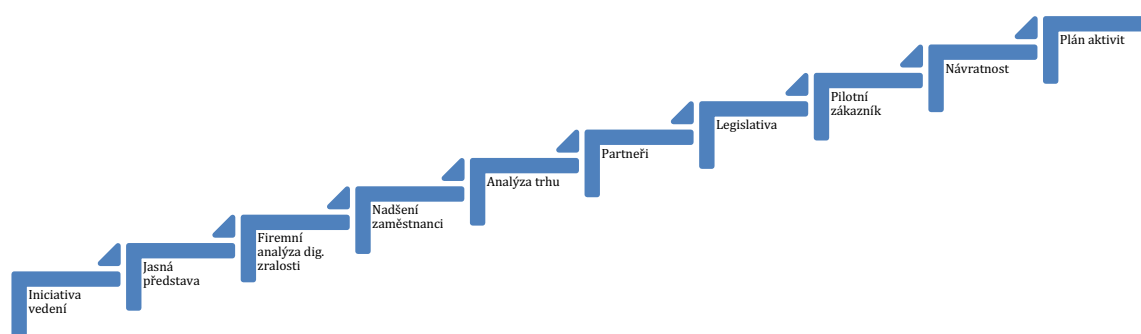 Iniciativa
vedení
Jasná
představa
Firemní
analýza dig.
zralosti
Nadšení
zaměstnanci
Analýza trhu
Partneři
Legislativa
Pilotní
zákazník
Návratnost
Plán aktivit